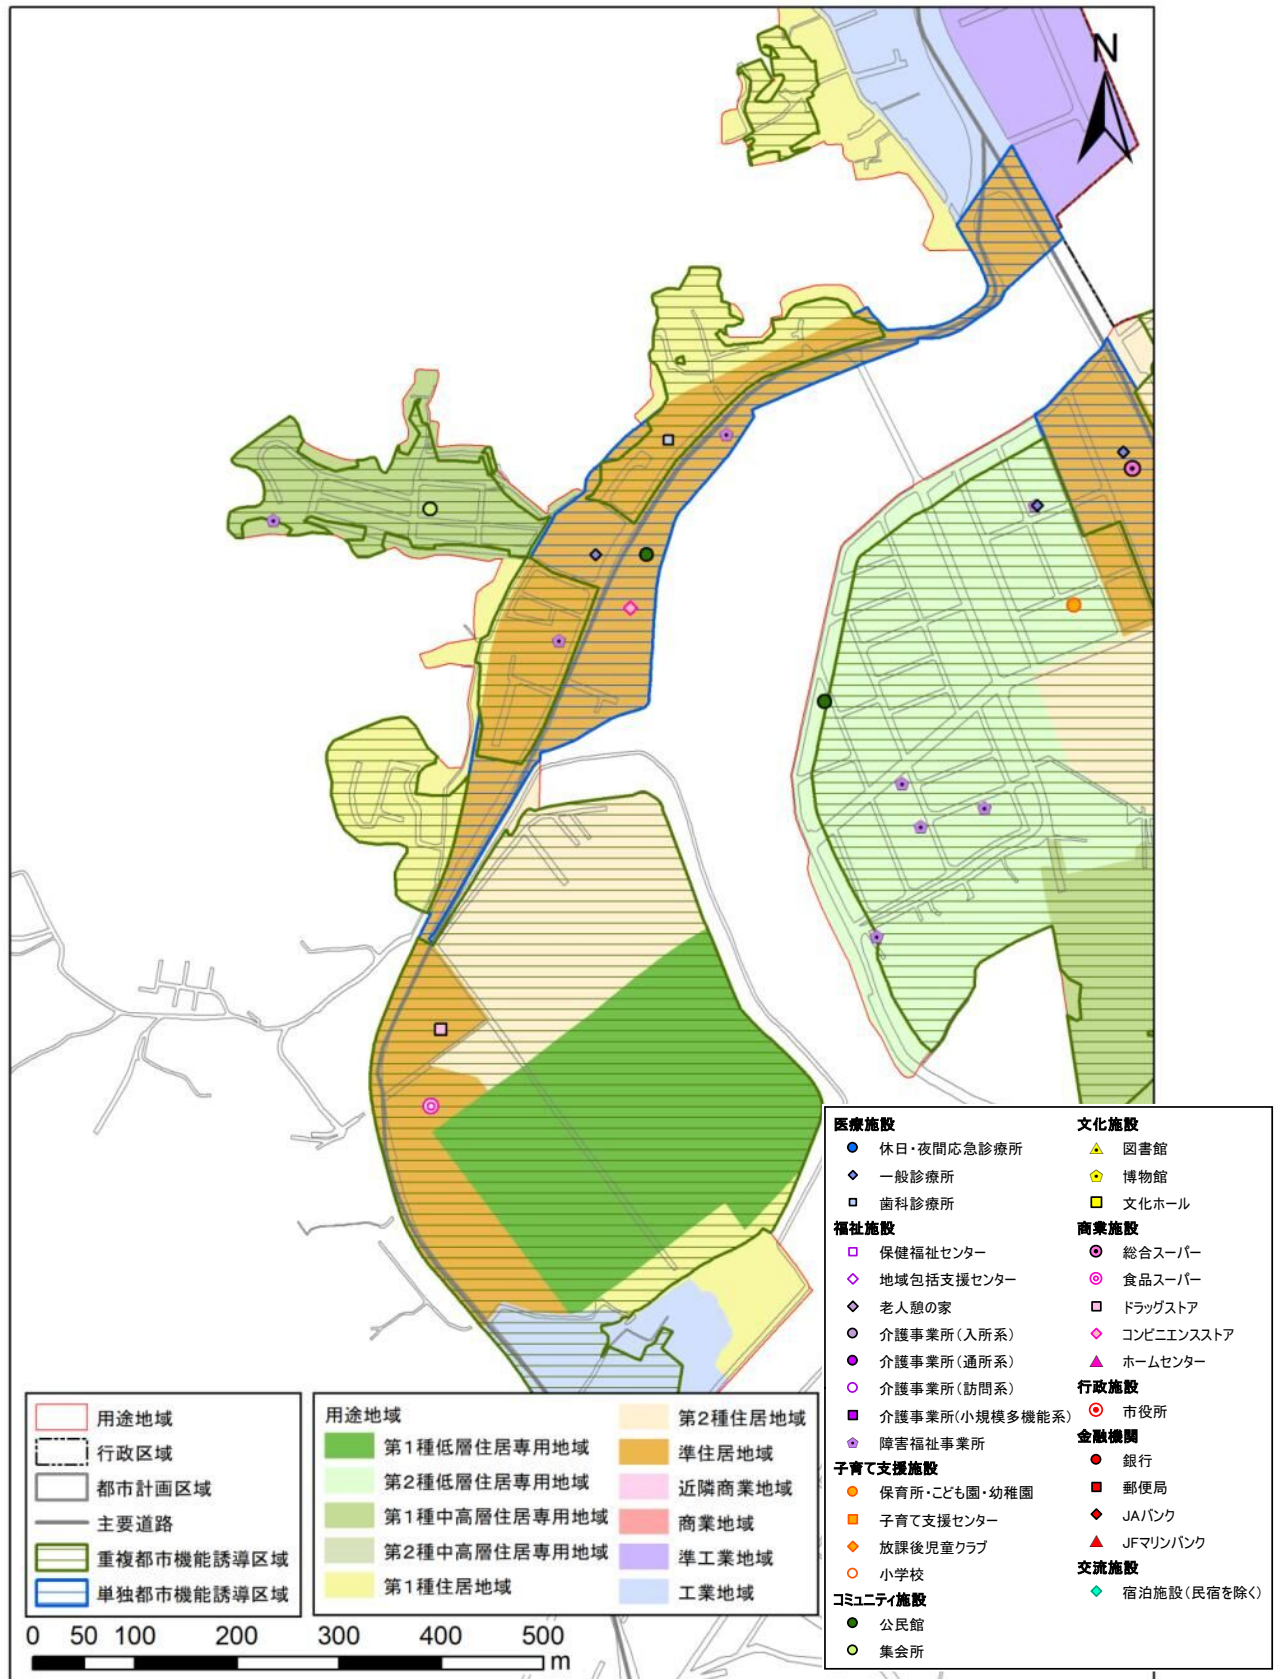 N
用途地域
行政区域
都市計画区域
主要道路
重複都市機能誘導区域
単独都市機能誘導区域
用途地域
第1種低層住居専用地域
第2種低層住居専用地域
第1種中高層住居専用地域
第2種中高層住居専用地域
第1種住居地域
第2種住居地域
準住居地域
近隣商業地域
商業地域
準工業地域
工業地域
医療施設
休日・夜間応急診療所
一般診療所
歯科診療所
福祉施設
保健福祉センター
地域包括支援センター
老人憩の家
介護事業所(入所系)
介護事業所(通所系)
介護事業所(訪問系)
介護事業所(小規模多機能系)
障害福祉事業所
子育て支援施設
保育所・こども園・幼稚園
子育て支援センター
放課後児童クラブ
小学校
コミュニティ施設
公民館
集会所
文化施設
図書館
博物館
文化ホール
商業施設
総合スーパー
食品スーパー
ドラッグストア
コンビニエンスストア
ホームセンター
行政施設
市役所
金融機関
銀行
郵便局
JAバンク
JFマリンバンク
交流施設
宿泊施設(民宿を除く)
0 50 100 200 300 400 500
m